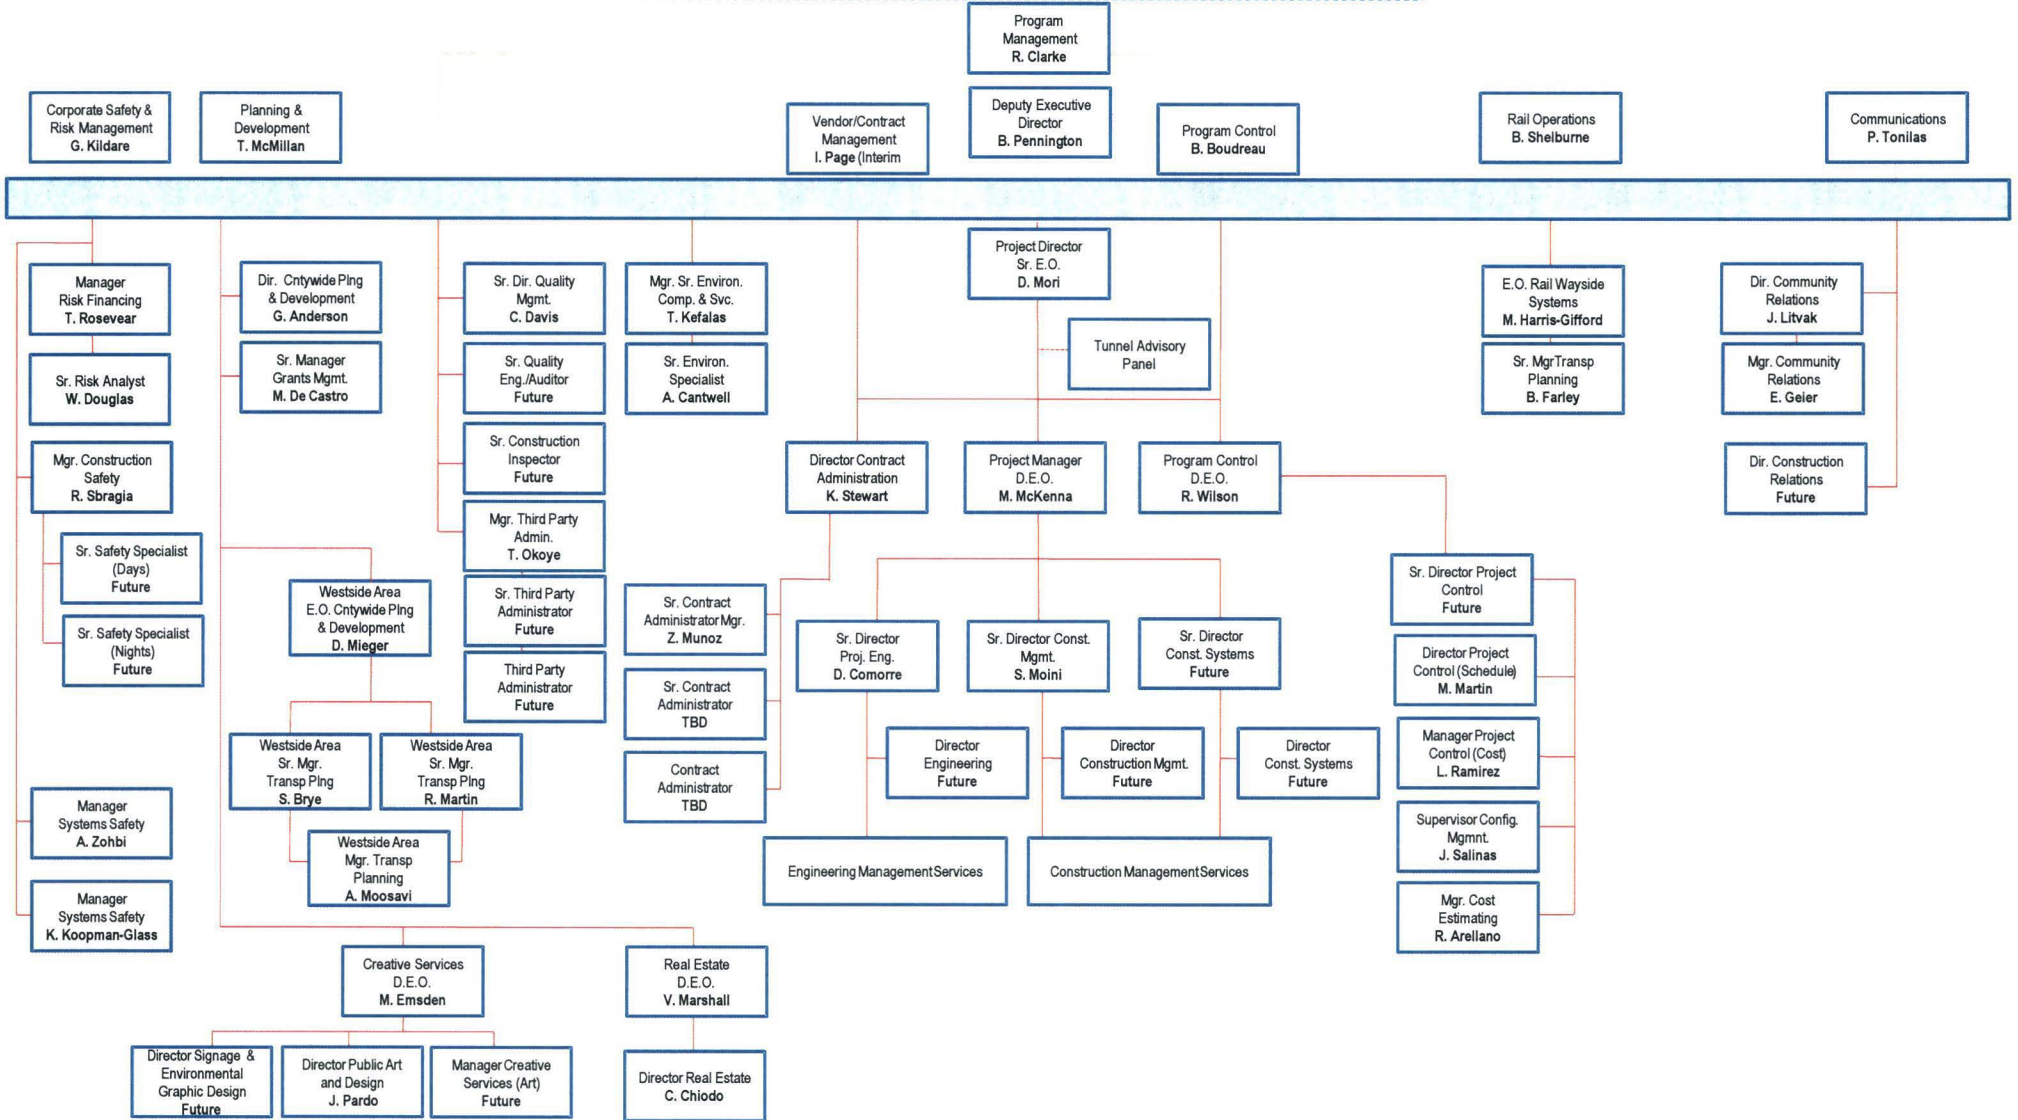 Program
Management
R. Clarke
Corporate Safety &
Risk Management
G. Kildare
Planning &
Development
T. McMillan
Vendor/Contract
Management
I. Page (Interim
Deputy Executive
Director
B. Pennington
Program Control
B. Boudreau
Rail Operations
B. Shelburne
Communications
P. Tonilas
Manager
Risk Financing
T. Rosevear
Sr. Risk Analyst
W. Douglas
Mgr. Construction
Safety
R. Sbragia
Sr. Safety Specialist
(Days)
Future
Sr. Safety Specialist
(Nights)
Future
Manager
Systems Safety
A. Zohbi
Manager
Systems Safety
K. Koopman-Glass
Dir. Cntywide Plng
& Development
G. Anderson
Sr. Manager
Grants Mgmt.
M. De Castro
Westside Area
E.O. Cntywide Plng
& Development
D. Mieger
Westside Area
Sr. Mgr.
Transp Plng
S. Brye
Westside Area
Sr. Mgr.
Transp Plng
R. Martin
Westside Area
Mgr. Transp
Planning
A. Moosavi
Creative Services
D.E.O.
M. Emsden
Director Signage &
Environmental
Graphic Design
Future
Director Public Art
and Design
J. Pardo
Manager Creative
Services (Art)
Future
Real Estate
D.E.O.
V. Marshall
Director Real Estate
C. Chiodo
Sr. Dir. Quality
Mgmt.
C. Davis
Sr. Quality
Eng./Auditor
Future
Sr. Construction
Inspector
Future
Mgr. Third Party
Admin.
T. Okoye
Sr. Third Party
Administrator
Future
Third Party
Administrator
Future
Mgr. Sr. Environ.
Comp. & Svc.
T. Kefalas
Sr. Environ.
Specialist
A. Cantwell
Project Director
Sr. E.O.
D. Mori
Tunnel Advisory
Panel
Director Contract
Administration
K. Stewart
Project Manager
D.E.O.
M. McKenna
Program Control
D.E.O.
R. Wilson
Sr. Contract
Administrator Mgr.
Z. Munoz
Sr. Contract
Administrator
TBD
Contract
Administrator
TBD
Sr. Director
Proj. Eng.
D. Comorre
Sr. Director Const.
Mgmt.
S. Moini
Sr. Director
Const. Systems
Future
Director
Engineering
Future
Director
Construction Mgmt.
Future
Director
Const. Systems
Future
Engineering Management Services
Construction Management Services
Sr. Director Project
Control
Future
Director Project
Control (Schedule)
M. Martin
Manager Project
Control (Cost)
L. Ramirez
Supervisor Config.
Mgmnt.
J. Salinas
Mgr. Cost
Estimating
R. Arellano
E.O. Rail Wayside
Systems
M. Harris-Gifford
Sr. MgrTransp
Planning
B. Farley
Dir. Community
Relations
J. Litvak
Mgr. Community
Relations
E. Geier
Dir. Construction
Relations
Future